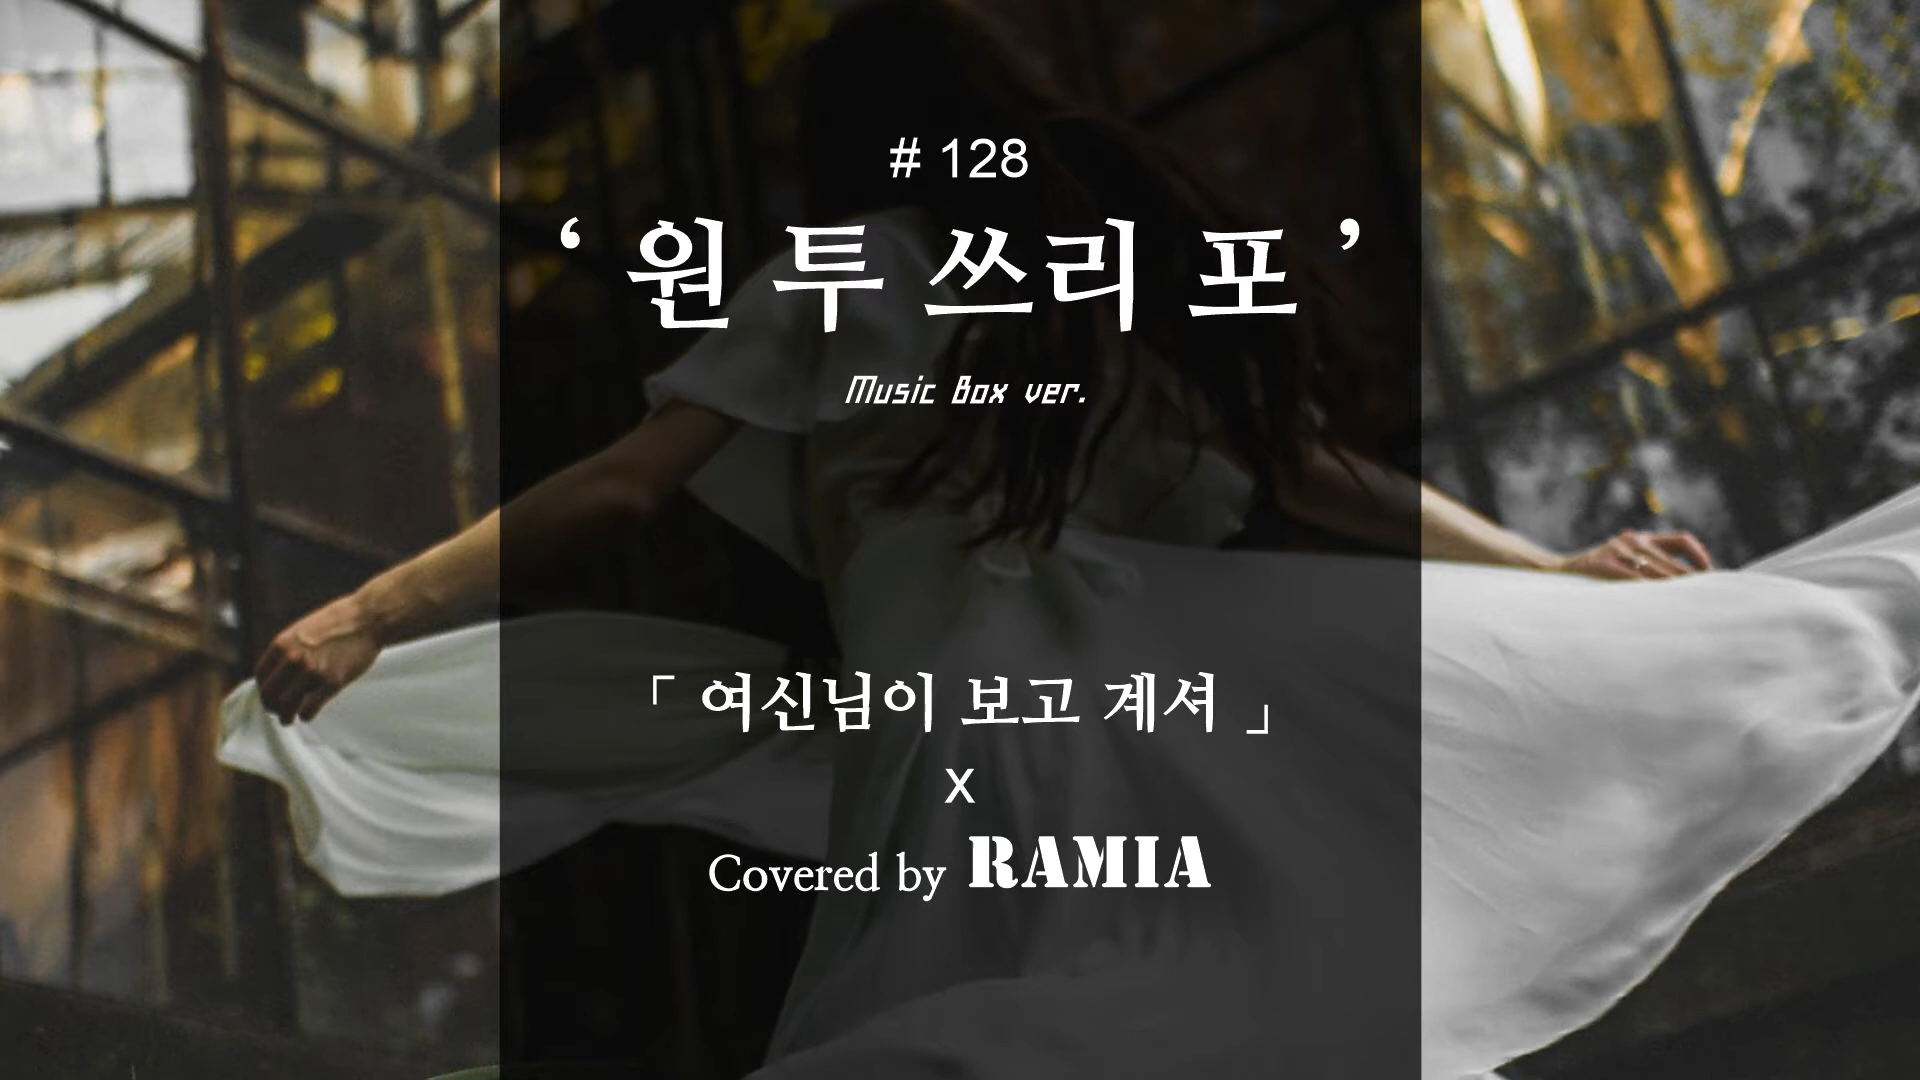 # 128
‘ 원 투 쓰리 포 ’
Music Box ver.
「 여신님이 보고 계셔 」
x
Covered by RAMIA